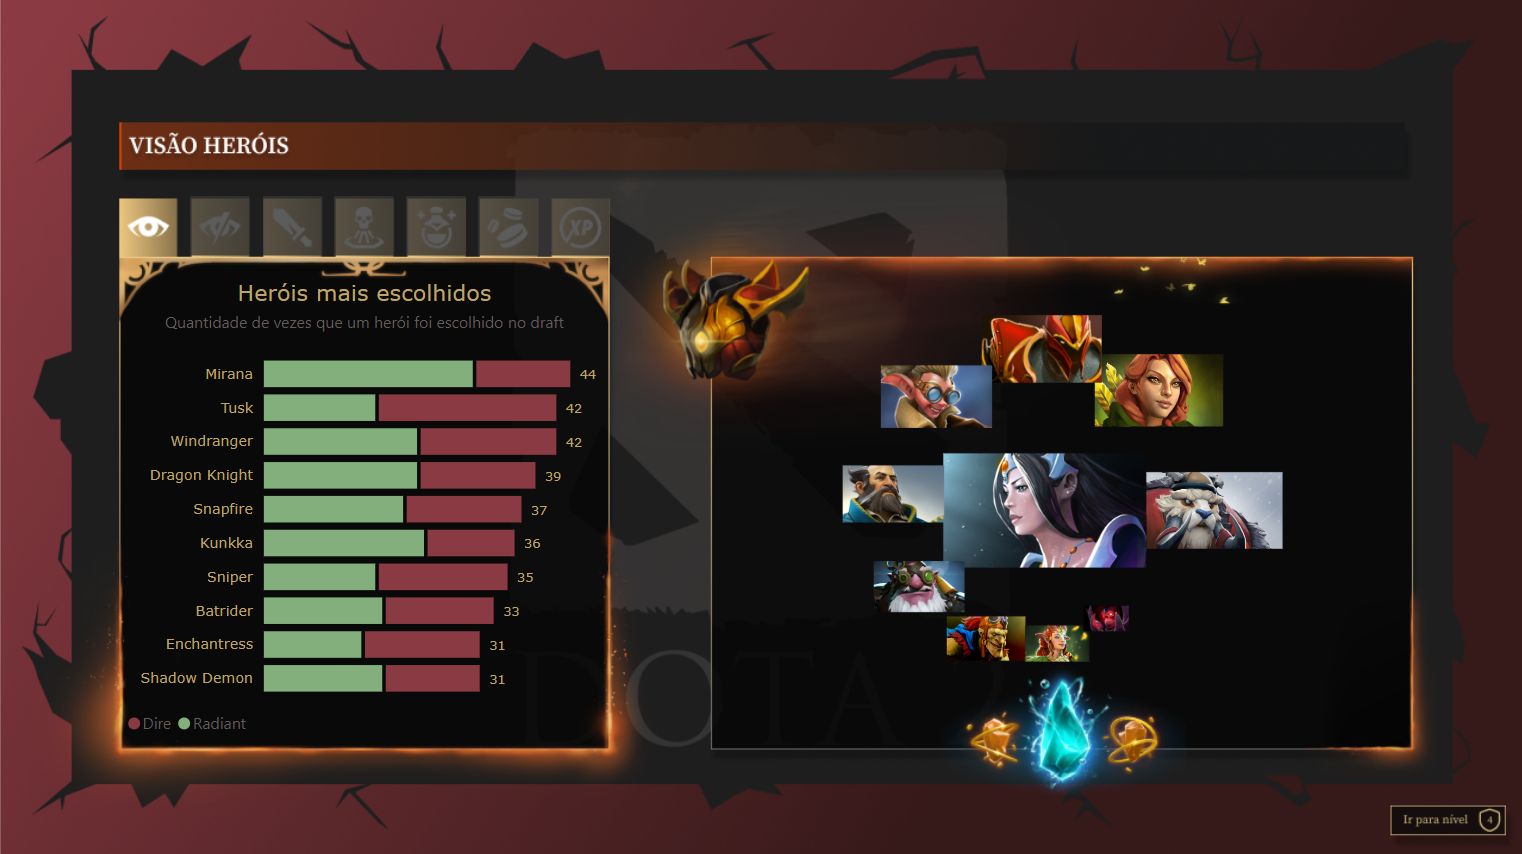 VISÃO HERÓIS
XP
Heróis mais escolhidos
Quantidade de vezes que um herói foi escolhido no draft
Mirana 44
Tusk 42
Windranger 42
Dragon Knight 39
Snapfire 37
Kunkka 36
Sniper 35
Batrider 33
Enchantress 31
Shadow Demon 31
Dire Radiant
DOTA 2
Ir para nível 4